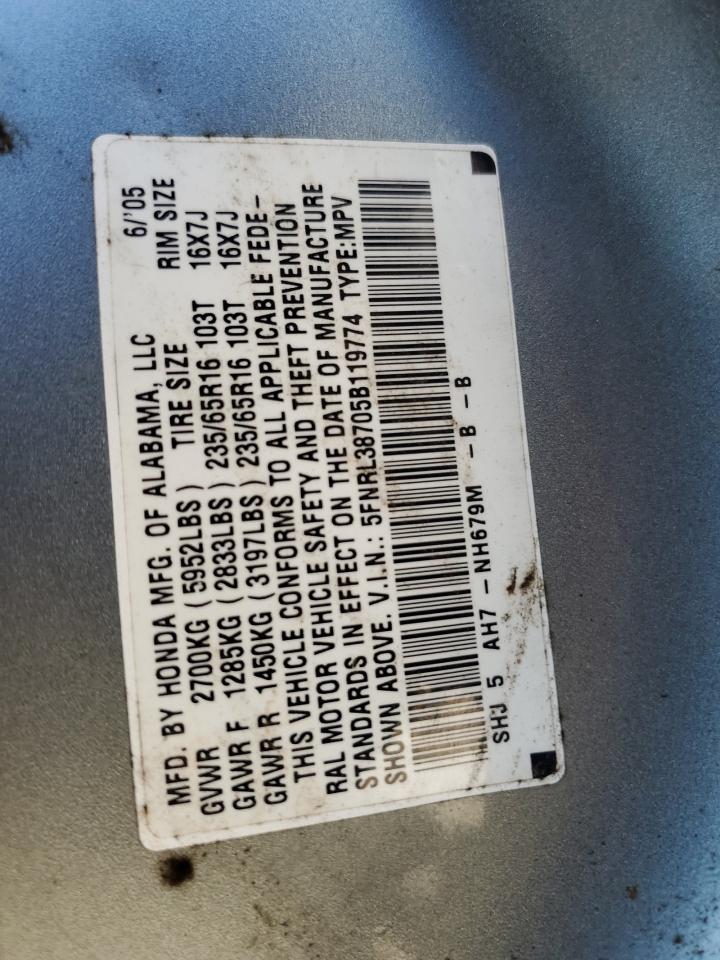 MFD. BY HONDA MFG. OF ALABAMA, LLC 6/'05
GVWR 2700KG (5952LBS) TIRE SIZE RIM SIZE
GAWR F 1285KG (2833LBS) 235/65R16 103T 16X7J
GAWR R 1450KG (3197LBS) 235/65R16 103T 16X7J
THIS VEHICLE CONFORMS TO ALL APPLICABLE FEDE-
RAL MOTOR VEHICLE SAFETY AND THEFT PREVENTION
STANDARDS IN EFFECT ON THE DATE OF MANUFACTURE
SHOWN ABOVE. V.I.N.: 5FNRL38705B119774 TYPE:MPV
SHJ 5 AH7 -NH679M -B -B